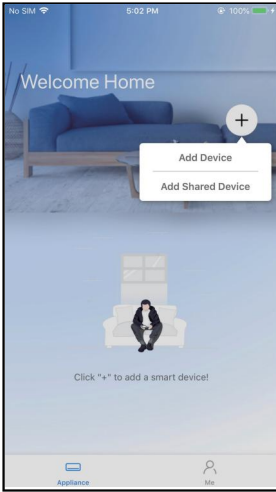 No SIM 5:02 PM 100%
Welcome Home
+
Add Device
Add Shared Device
Click "+" to add a smart device!
Appliance Me